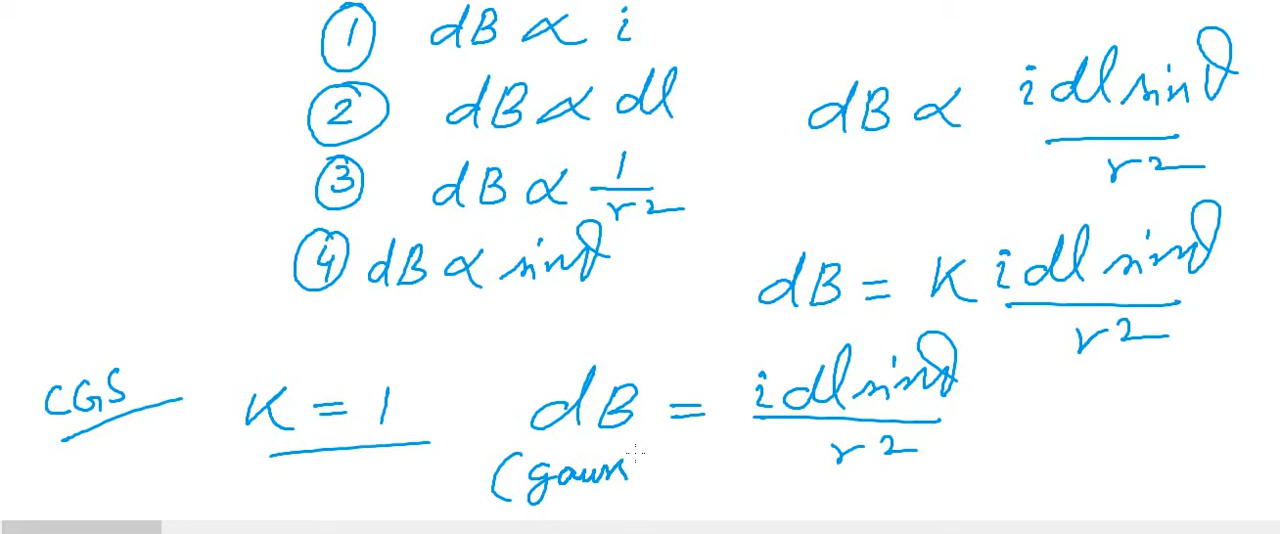 ① dB ∝ i
② dB ∝ dl
③ dB ∝ 1/r2
④ dB ∝ sinθ
dB ∝ i dl sinθ / r2
dB = K i dl sinθ / r2
CGS K = 1 dB = i dl sinθ / r2
(gauss